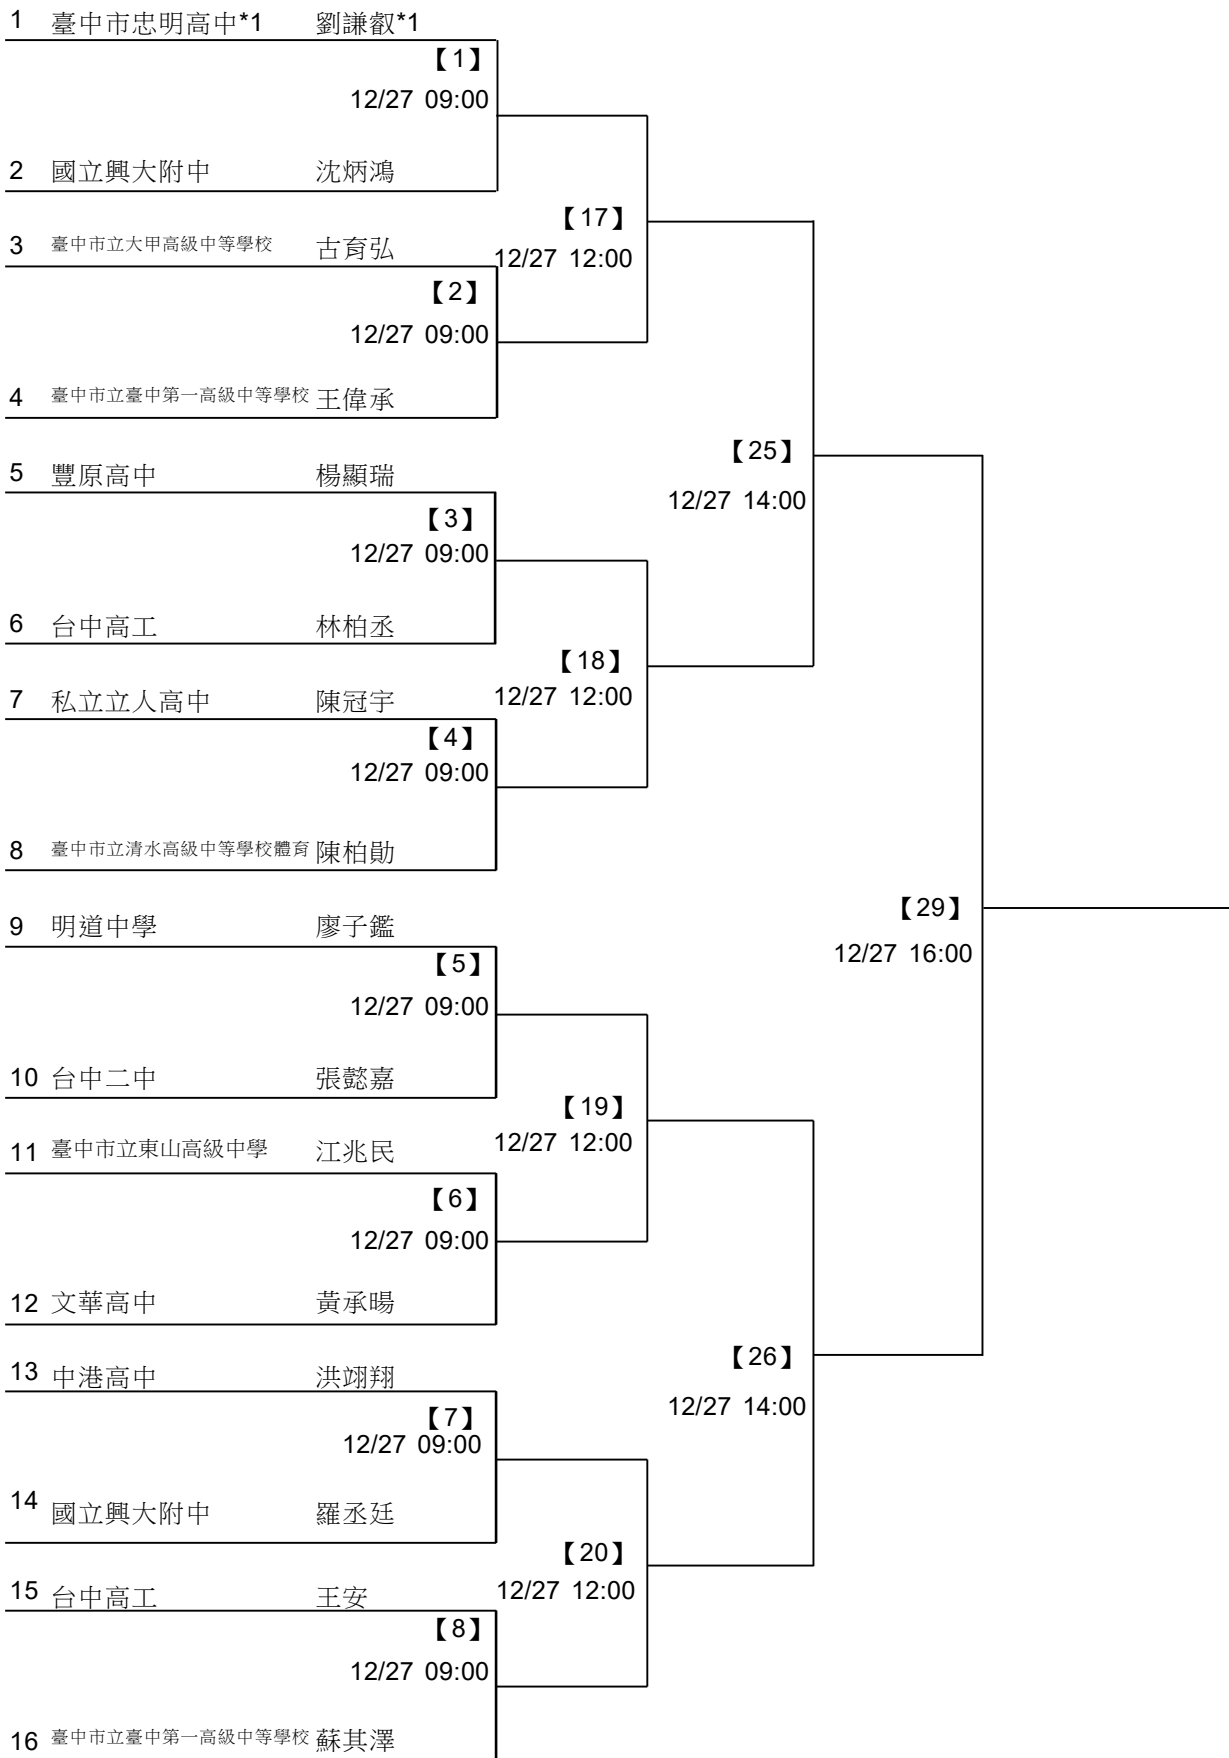 1 臺中市忠明高中*1 劉謙叡*1
【1】
12/27 09:00
2 國立興大附中 沈炳鴻
【17】
3 臺中市立大甲高級中等學校 古育弘 12/27 12:00
【2】
12/27 09:00
4 臺中市立臺中第一高級中等學校 王偉承
【25】
5 豐原高中 楊顯瑞
12/27 14:00
【3】
12/27 09:00
6 台中高工 林柏丞
【18】
7 私立立人高中 陳冠宇 12/27 12:00
【4】
12/27 09:00
8 臺中市立清水高級中等學校體育 陳柏勛
【29】
9 明道中學 廖子鑑
12/27 16:00
【5】
12/27 09:00
10 台中二中 張懿嘉
【19】
11 臺中市立東山高級中學 江兆民 12/27 12:00
【6】
12/27 09:00
12 文華高中 黃承暘
【26】
13 中港高中 洪翊翔
12/27 14:00
【7】
12/27 09:00
14 國立興大附中 羅丞廷
【20】
15 台中高工 王安 12/27 12:00
【8】
12/27 09:00
16 臺中市立臺中第一高級中等學校 蘇其澤